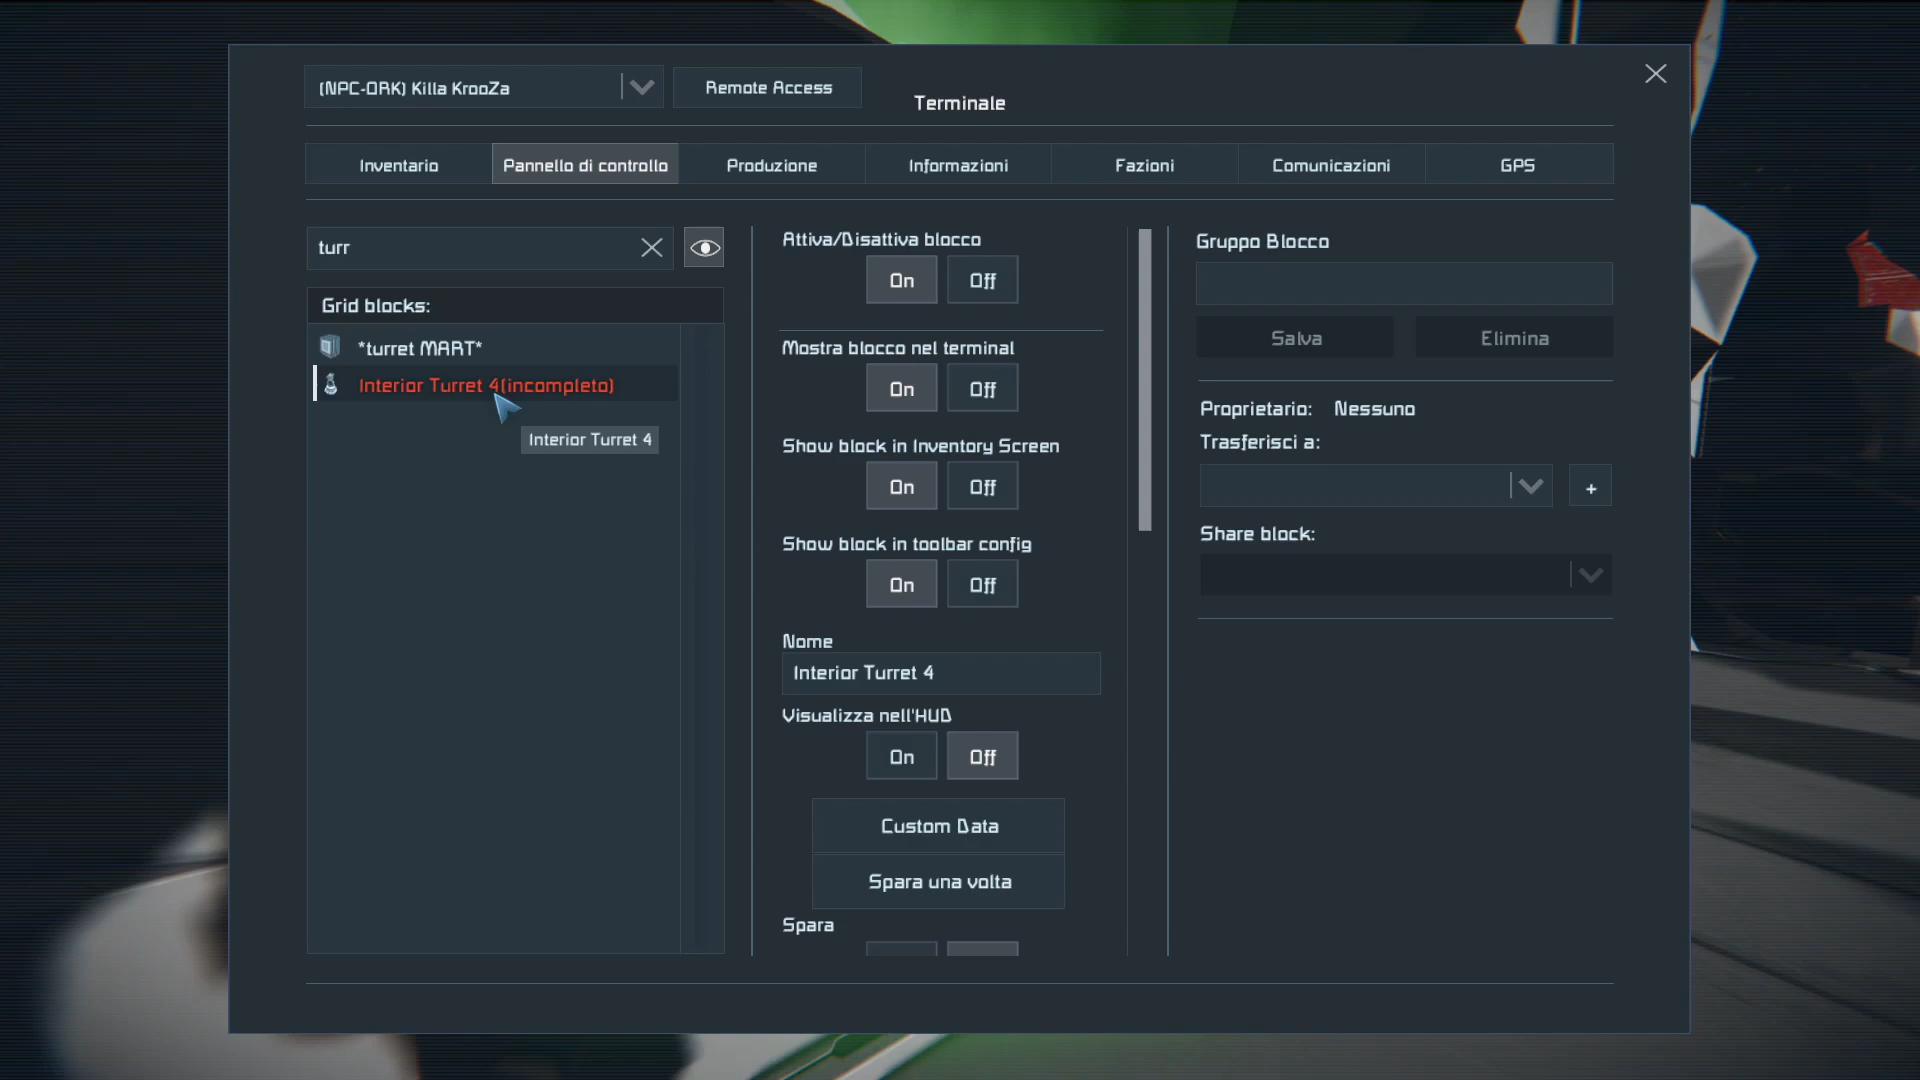 (NPC-ORK) Killa KrooZa
Remote Access
Terminale
Inventario
Pannello di controllo
Produzione
Informazioni
Fazioni
Comunicazioni
GPS
turr
Grid blocks:
*turret MART*
Interior Turret 4(incompleto)
Interior Turret 4
Attiva/Disattiva blocco
On Off
Mostra blocco nel terminal
On Off
Show block in Inventory Screen
On Off
Show block in toolbar config
On Off
Nome
Interior Turret 4
Visualizza nell'HUD
On Off
Custom Data
Spara una volta
Spara
Gruppo Blocco
Salva
Elimina
Proprietario: Nessuno
Trasferisci a:
+
Share block: